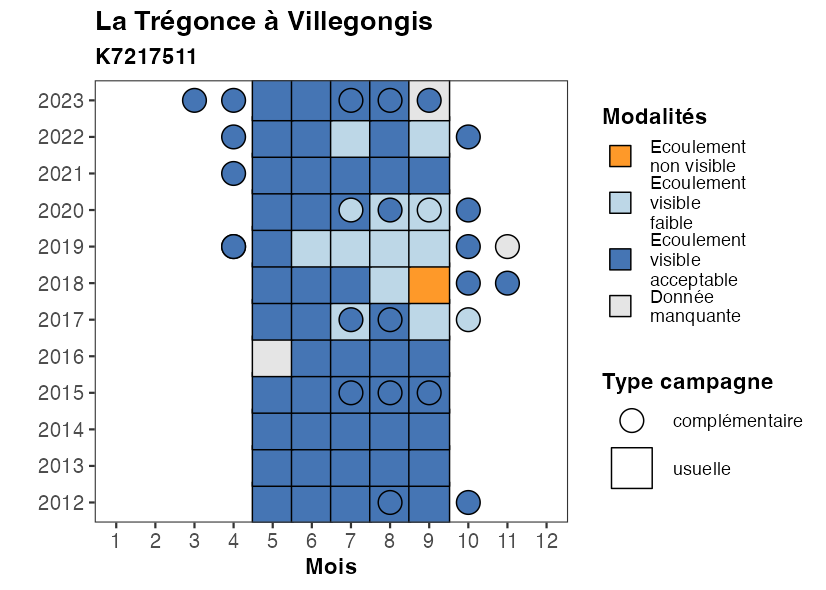 La Trégonce à Villegongis
K7217511
2023
2022
2021
2020
2019
2018
2017
2016
2015
2014
2013
2012
1 2 3 4 5 6 7 8 9 10 11 12
Mois
Modalités
Ecoulement
non visible
Ecoulement
visible
faible
Ecoulement
visible
acceptable
Donnée
manquante
Type campagne
complémentaire
usuelle